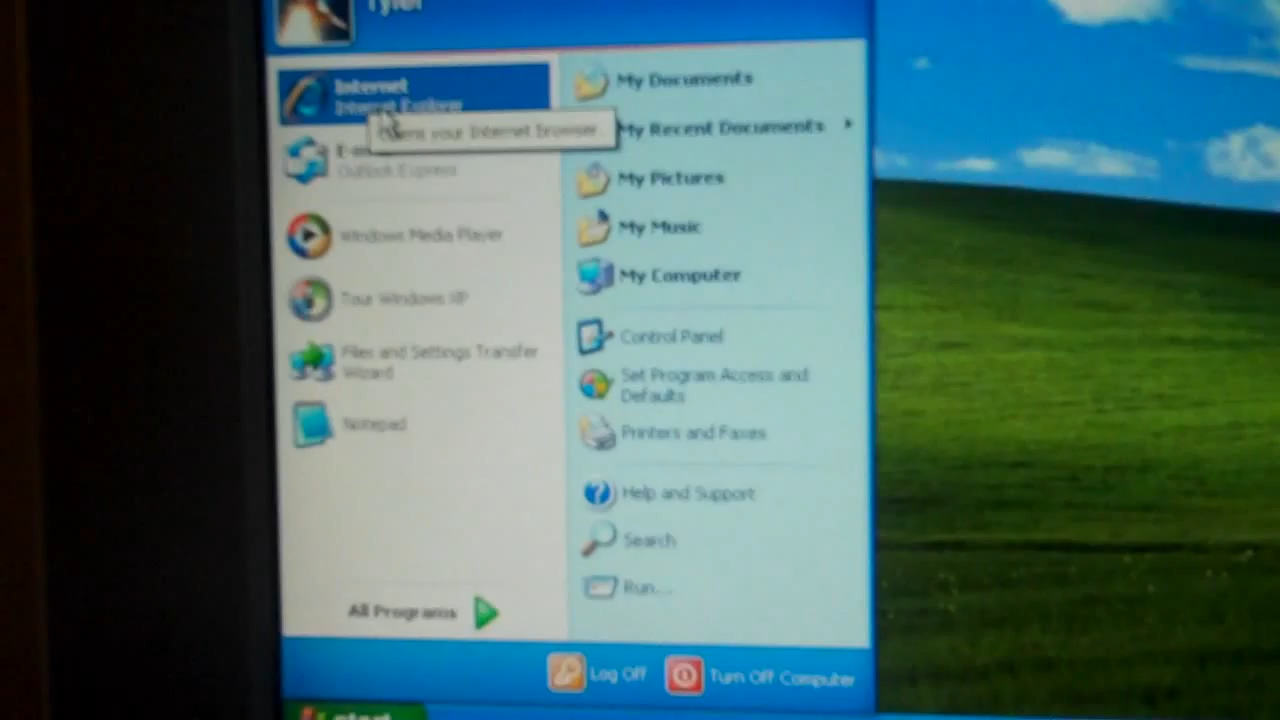 Tyler
Internet
Internet Explorer
your Internet browser.
Outlook Express
Windows Media Player
Tour Windows XP
Files and Settings Transfer
Wizard
Notepad
All Programs
My Documents
My Recent Documents
My Pictures
My Music
My Computer
Control Panel
Set Program Access and
Defaults
Printers and Faxes
Help and Support
Search
Run...
Log Off
Turn Off Computer
start